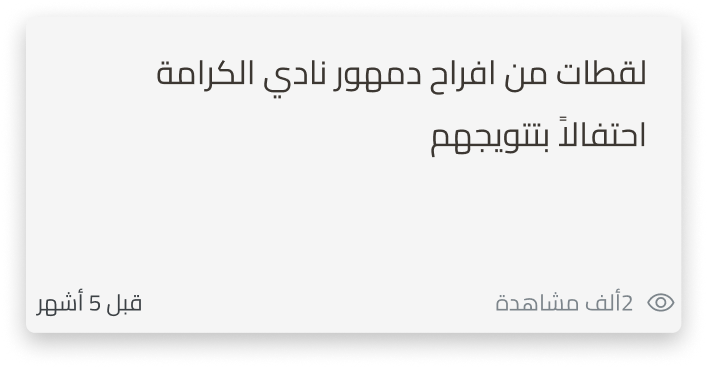 لقطات من افراح دمهور نادي الكرامة
احتفالاً بتتويجهم
2ألف مشاهدة
قبل 5 أشهر